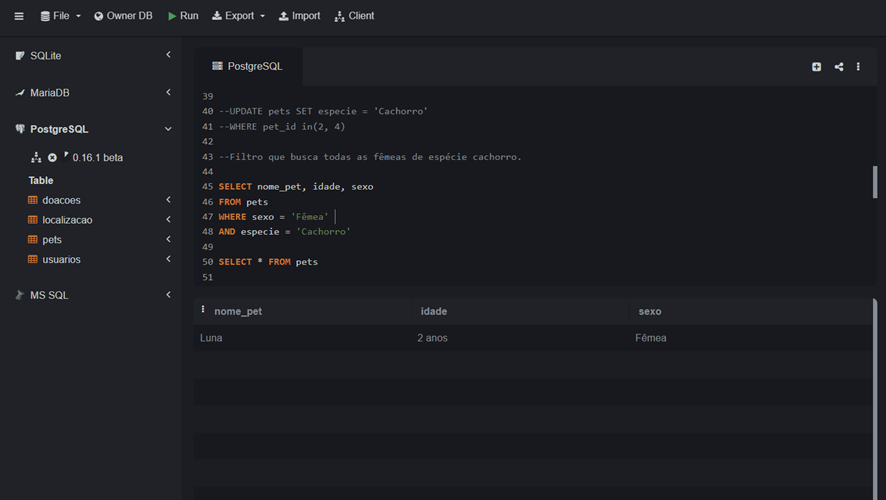 File Owner DB Run Export Import Client
SQLite
MariaDB
PostgreSQL
0.16.1 beta
Table
doacoes
localizacao
pets
usuarios
MS SQL
PostgreSQL
39
40 --UPDATE pets SET especie = 'Cachorro'
41 --WHERE pet_id in(2, 4)
42
43 --Filtro que busca todas as fêmeas de espécie cachorro.
44
45 SELECT nome_pet, idade, sexo
46 FROM pets
47 WHERE sexo = 'Fêmea'
48 AND especie = 'Cachorro'
49
50 SELECT * FROM pets
51
nome_pet idade sexo
Luna 2 anos Fêmea